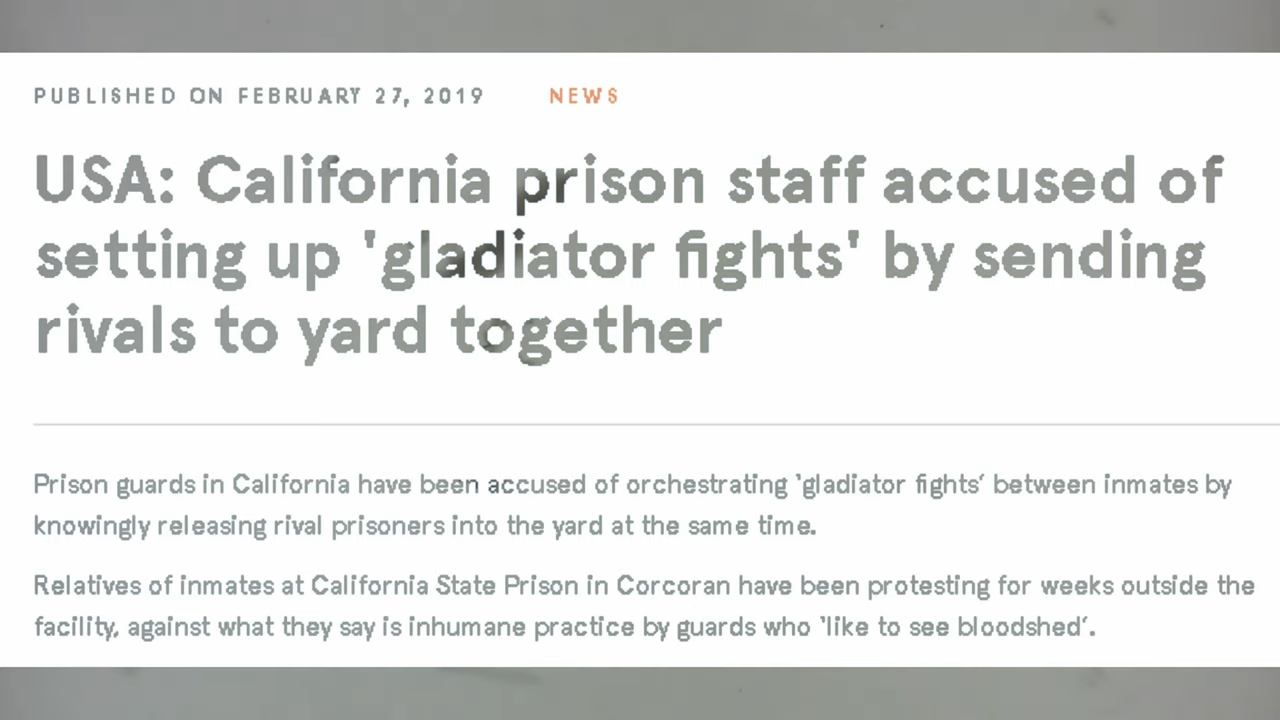 PUBLISHED ON FEBRUARY 27, 2019 NEWS
USA: California prison staff accused of
setting up 'gladiator fights' by sending
rivals to yard together
Prison guards in California have been accused of orchestrating ‘gladiator fights’ between inmates by
knowingly releasing rival prisoners into the yard at the same time.
Relatives of inmates at California State Prison in Corcoran have been protesting for weeks outside the
facility, against what they say is inhumane practice by guards who ‘like to see bloodshed’.